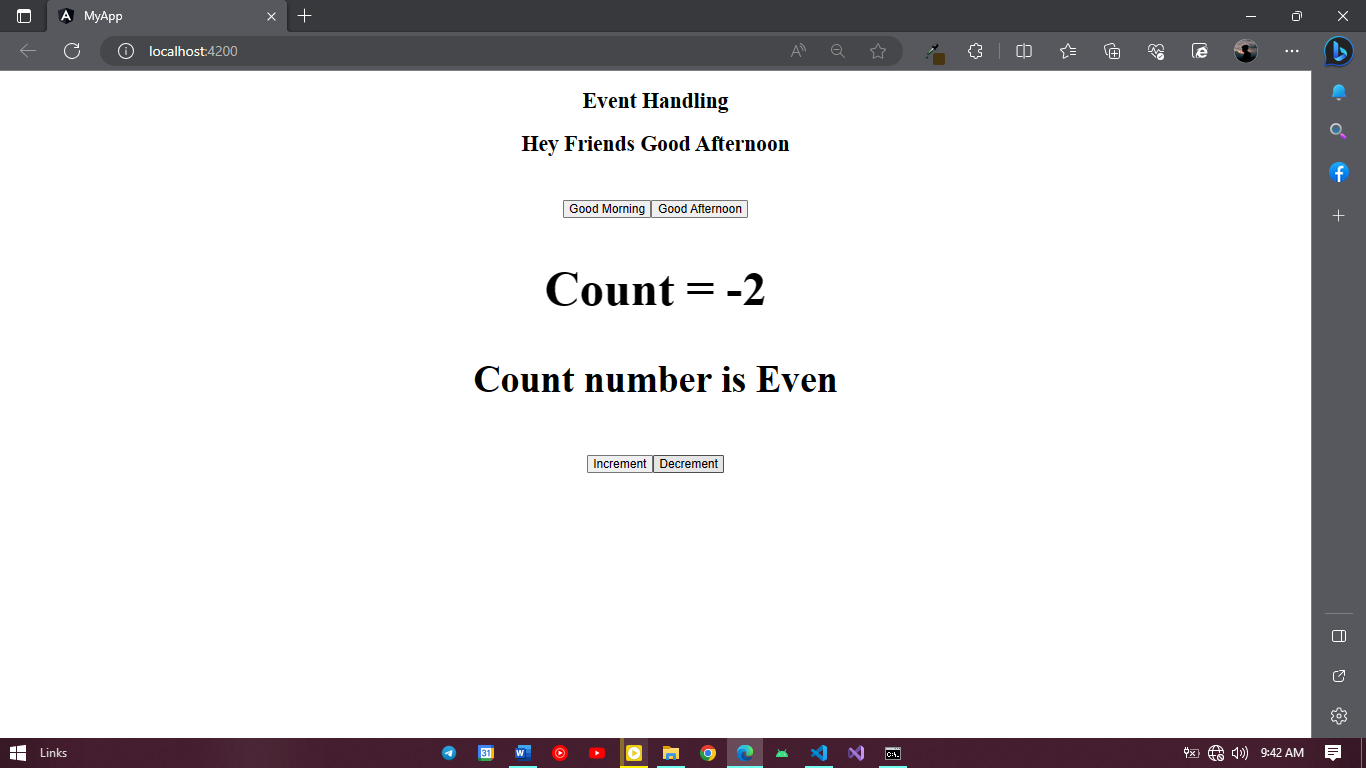 MyApp
localhost:4200
Event Handling
Hey Friends Good Afternoon
Good Morning Good Afternoon
Count = -2
Count number is Even
Increment Decrement
Links
31
9:42 AM